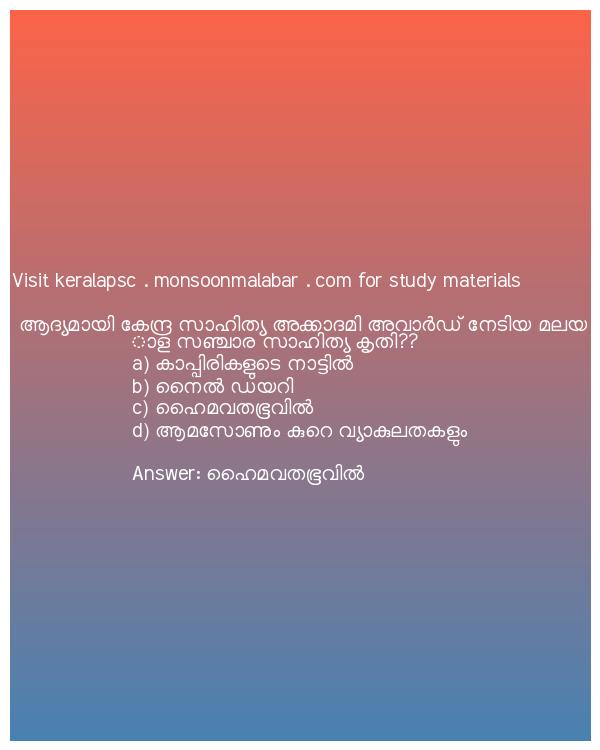 Visit keralapsc . monsoonmalabar . com for study materials
ആദ്യമായി കേന്ദ്ര സാഹിത്യ അക്കാദമി അവാർഡ് നേടിയ മലയ
ാള സഞ്ചാര സാഹിത്യ കൃതി??
a) കാപ്പിരികളുടെ നാട്ടിൽ
b) നൈൽ ഡയറി
c) ഹൈമവതഭൂവിൽ
d) ആമസോണും കുറെ വ്യാകുലതകളും
Answer: ഹൈമവതഭൂവിൽ